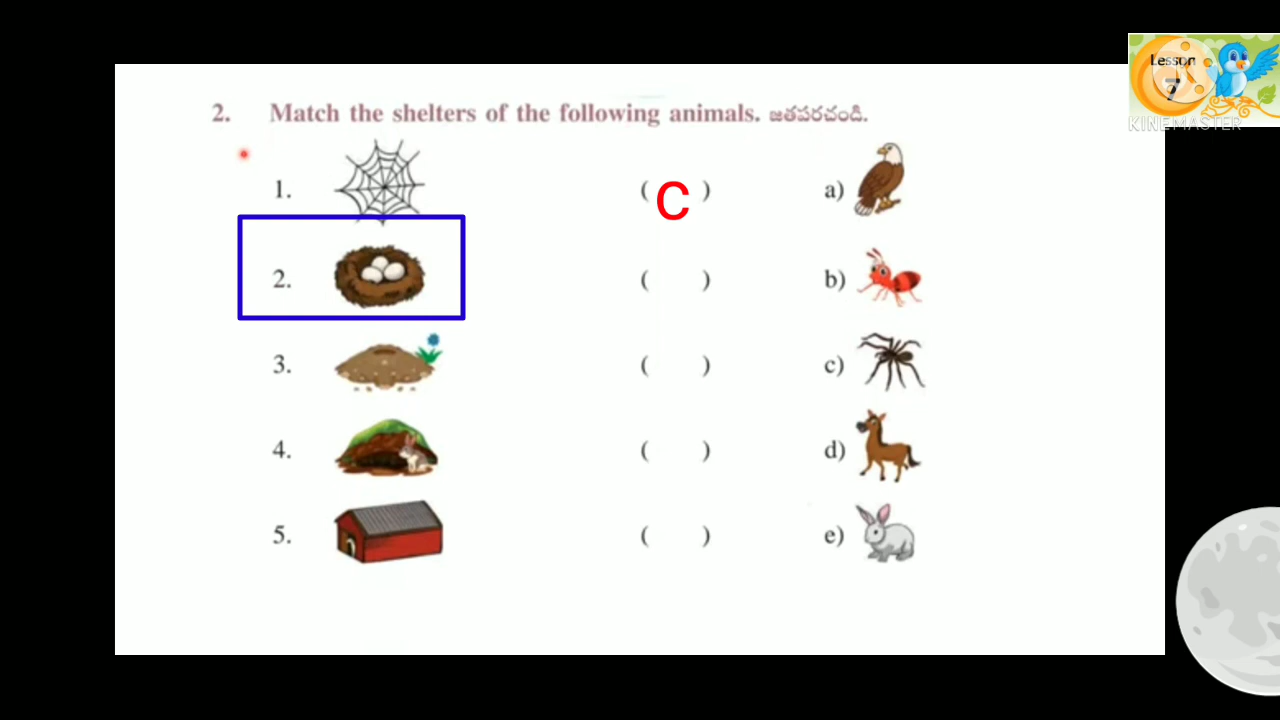 Lesson
7
KINEMASTER
2. Match the shelters of the following animals. జతపరచండి.
1. ( C ) a)
2. ( ) b)
3. ( ) c)
4. ( ) d)
5. ( ) e)